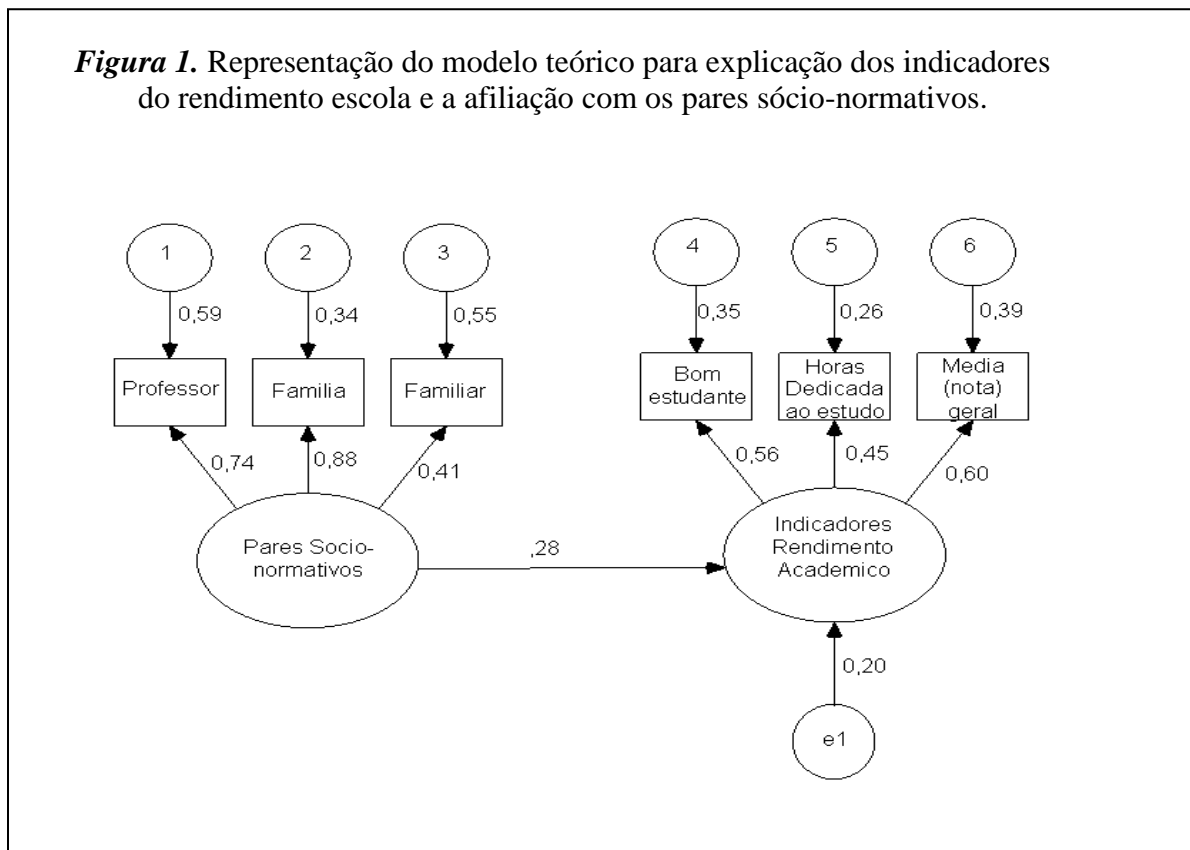 Figura 1. Representação do modelo teórico para explicação dos indicadores
do rendimento escola e a afiliação com os pares sócio-normativos.
1
2
3
4
5
6
0,59
0,34
0,55
0,35
0,26
0,39
Professor
Familia
Familiar
Bom
estudante
Horas
Dedicada
ao estudo
Media
(nota)
geral
0,74
0,88
0,41
0,56
0,45
0,60
Pares Socio-
normativos
,28
Indicadores
Rendimento
Academico
0,20
e1